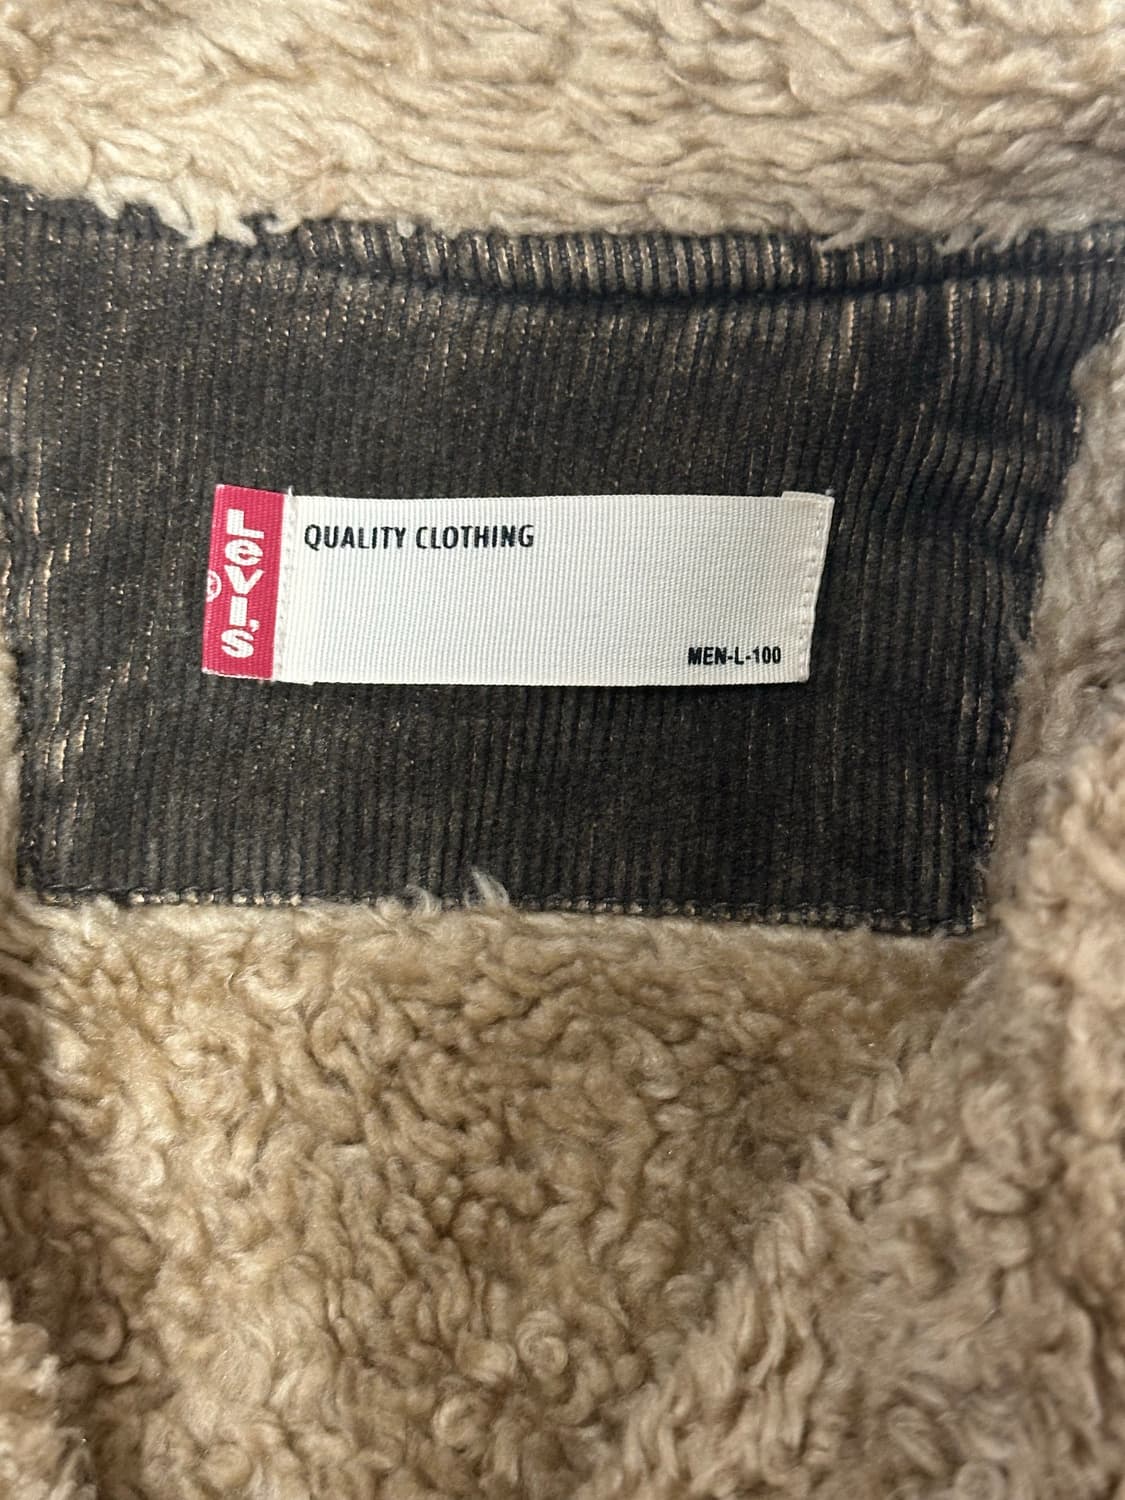 Levi's
®
QUALITY CLOTHING
MEN-L-100